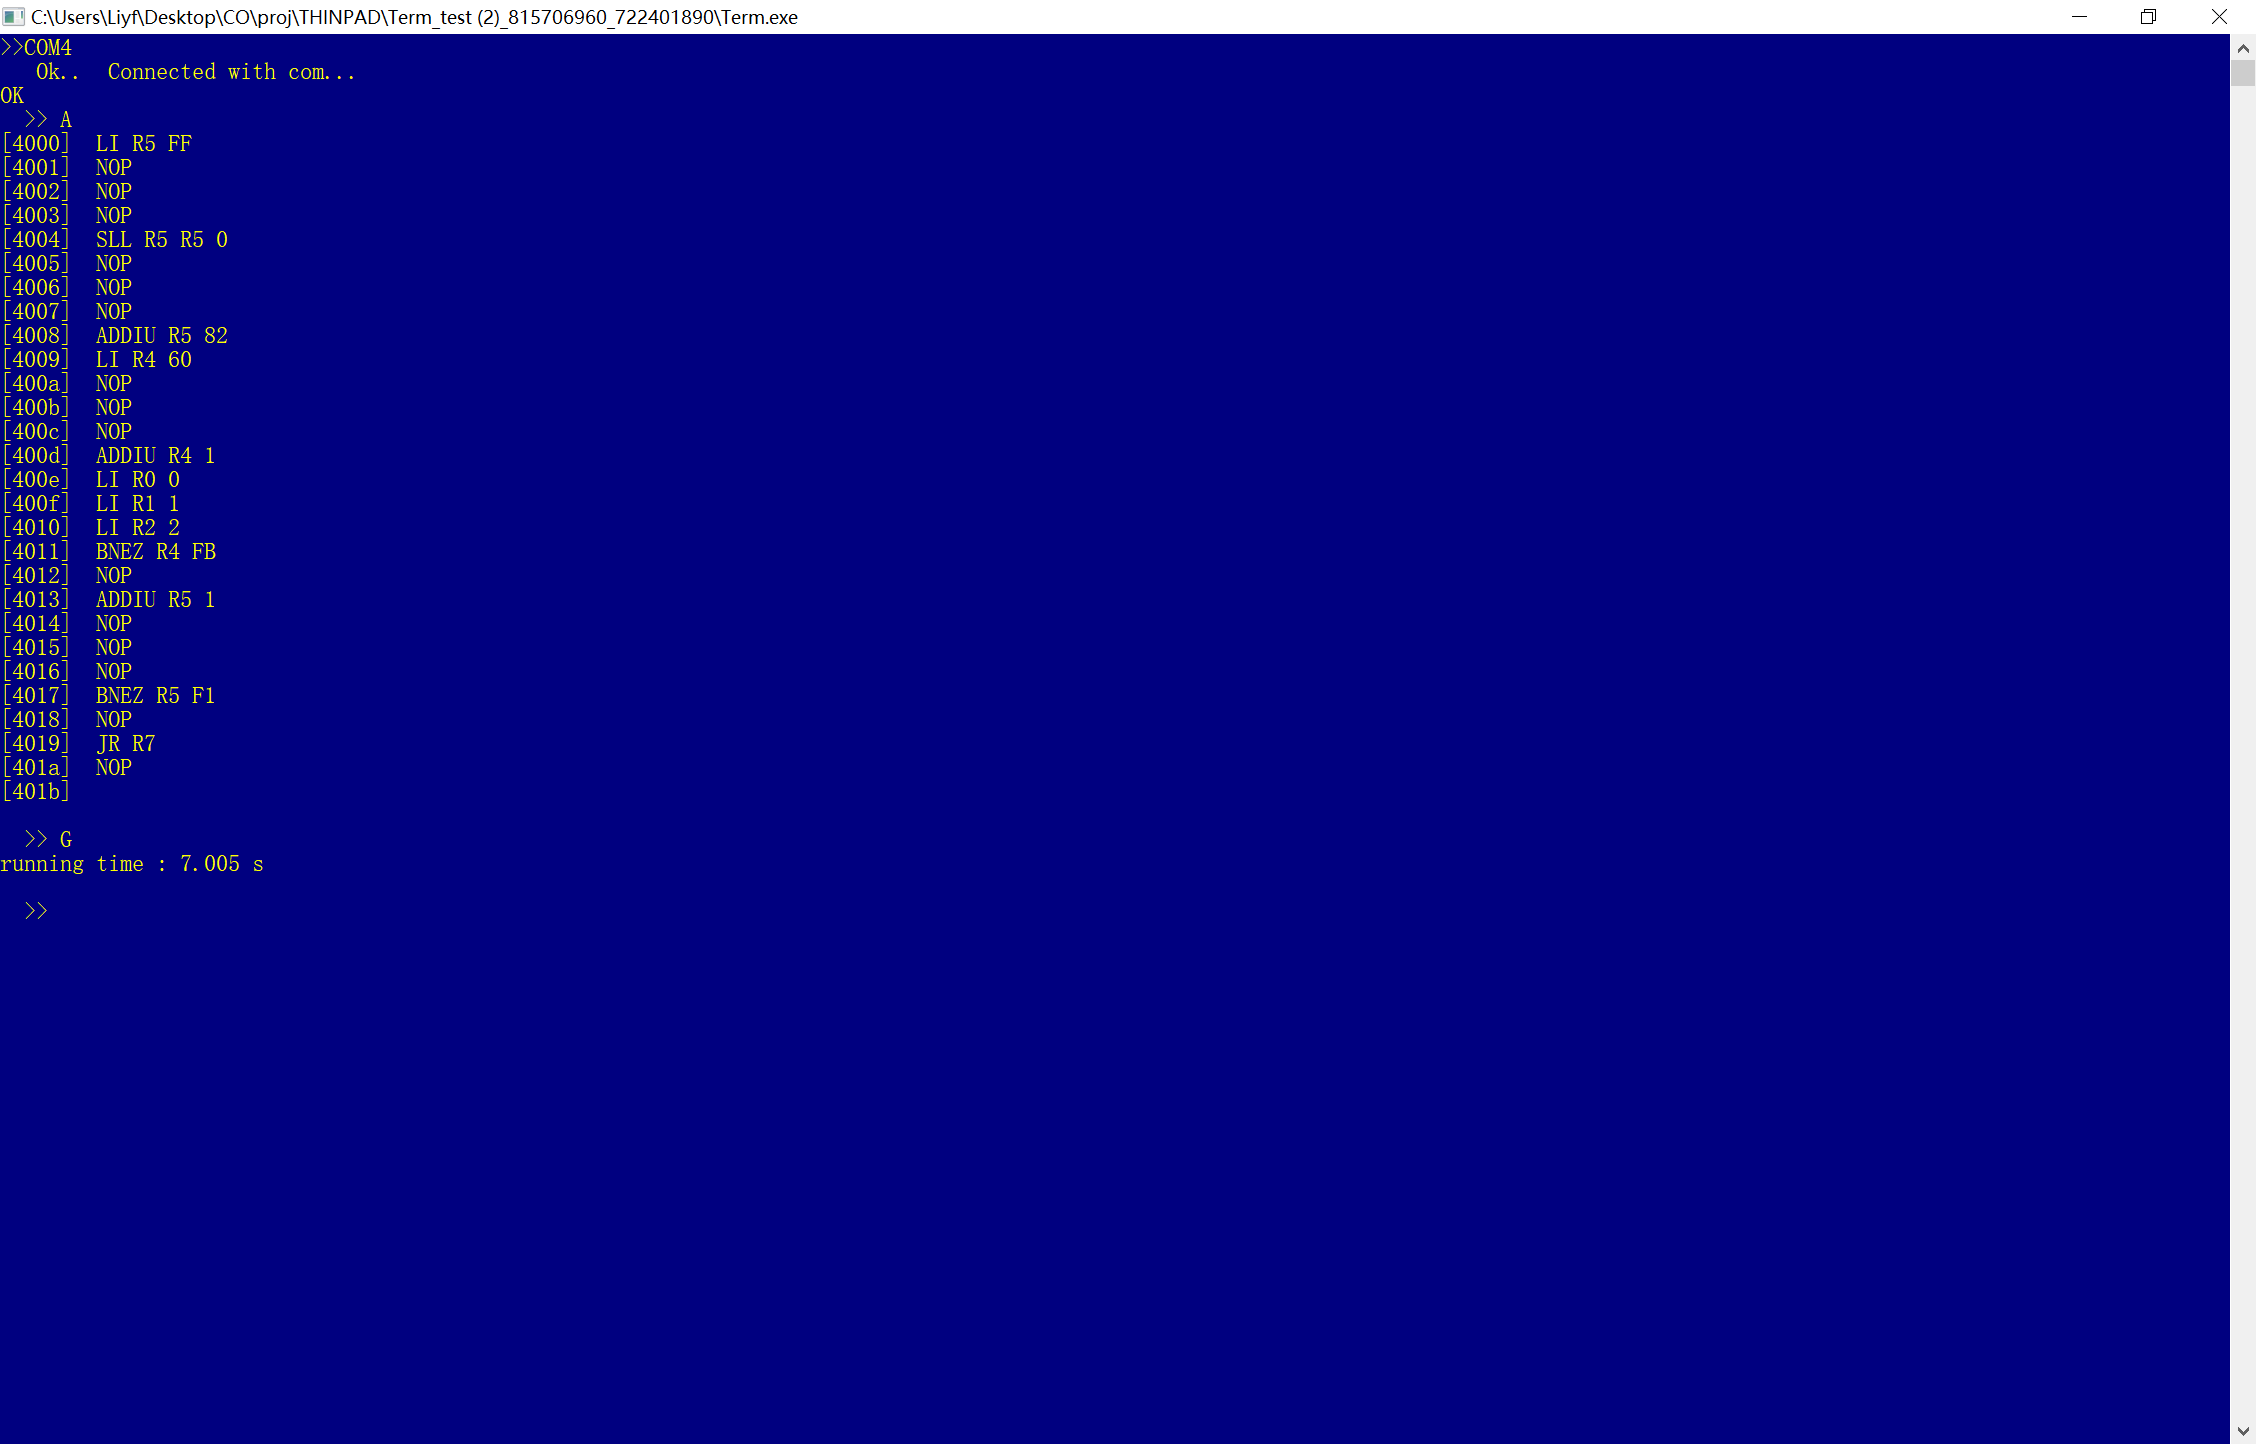 C:\Users\Liyf\Desktop\CO\proj\THINPAD\Term_test (2)_815706960_722401890\Term.exe
>>COM4
   Ok..  Connected with com...
OK
  >> A
[4000]  LI R5 FF
[4001]  NOP
[4002]  NOP
[4003]  NOP
[4004]  SLL R5 R5 0
[4005]  NOP
[4006]  NOP
[4007]  NOP
[4008]  ADDIU R5 82
[4009]  LI R4 60
[400a]  NOP
[400b]  NOP
[400c]  NOP
[400d]  ADDIU R4 1
[400e]  LI R0 0
[400f]  LI R1 1
[4010]  LI R2 2
[4011]  BNEZ R4 FB
[4012]  NOP
[4013]  ADDIU R5 1
[4014]  NOP
[4015]  NOP
[4016]  NOP
[4017]  BNEZ R5 F1
[4018]  NOP
[4019]  JR R7
[401a]  NOP
[401b]
  >> G
running time : 7.005 s
  >>